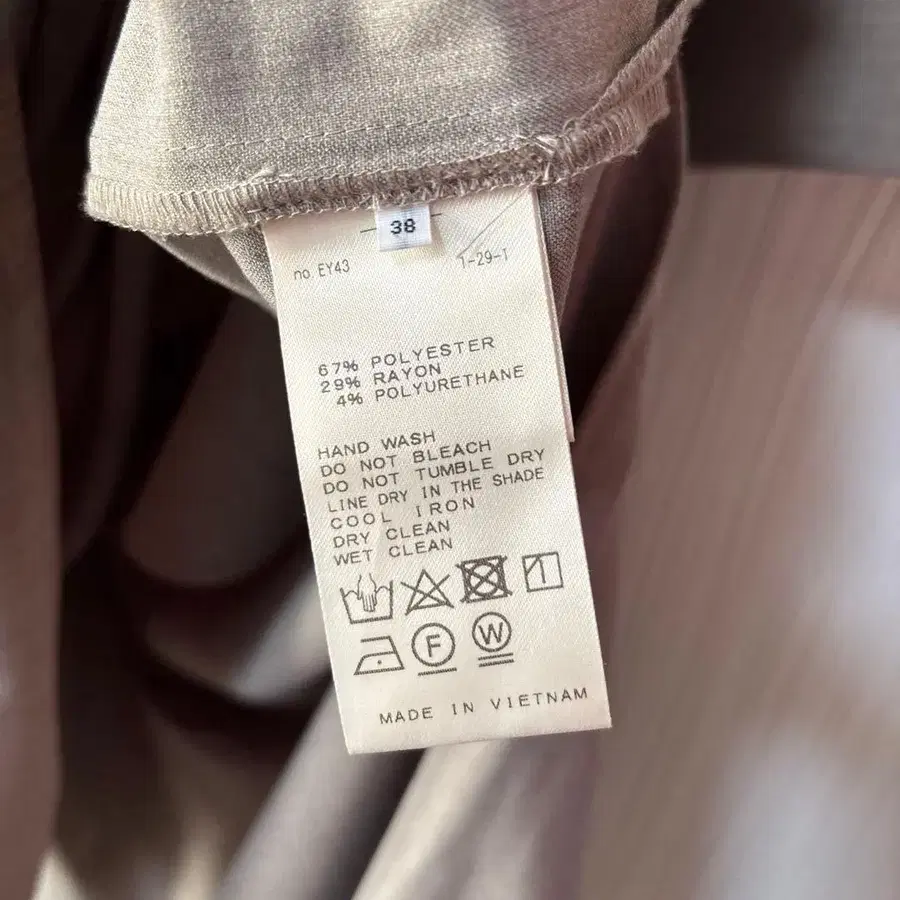 38
no. EY43 1-29-1
67% POLYESTER
29% RAYON
4% POLYURETHANE
HAND WASH
DO NOT BLEACH
DO NOT TUMBLE DRY
LINE DRY IN THE SHADE
COOL IRON
DRY CLEAN
WET CLEAN
F W
MADE IN VIETNAM